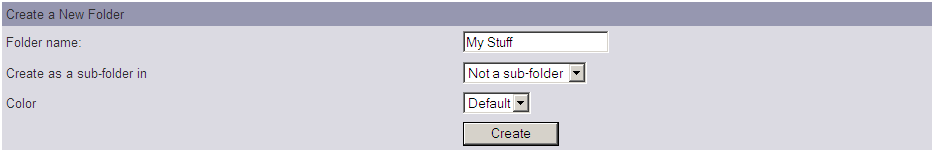 Create a New Folder
Folder name: My Stuff
Create as a sub-folder in Not a sub-folder
Color Default
Create